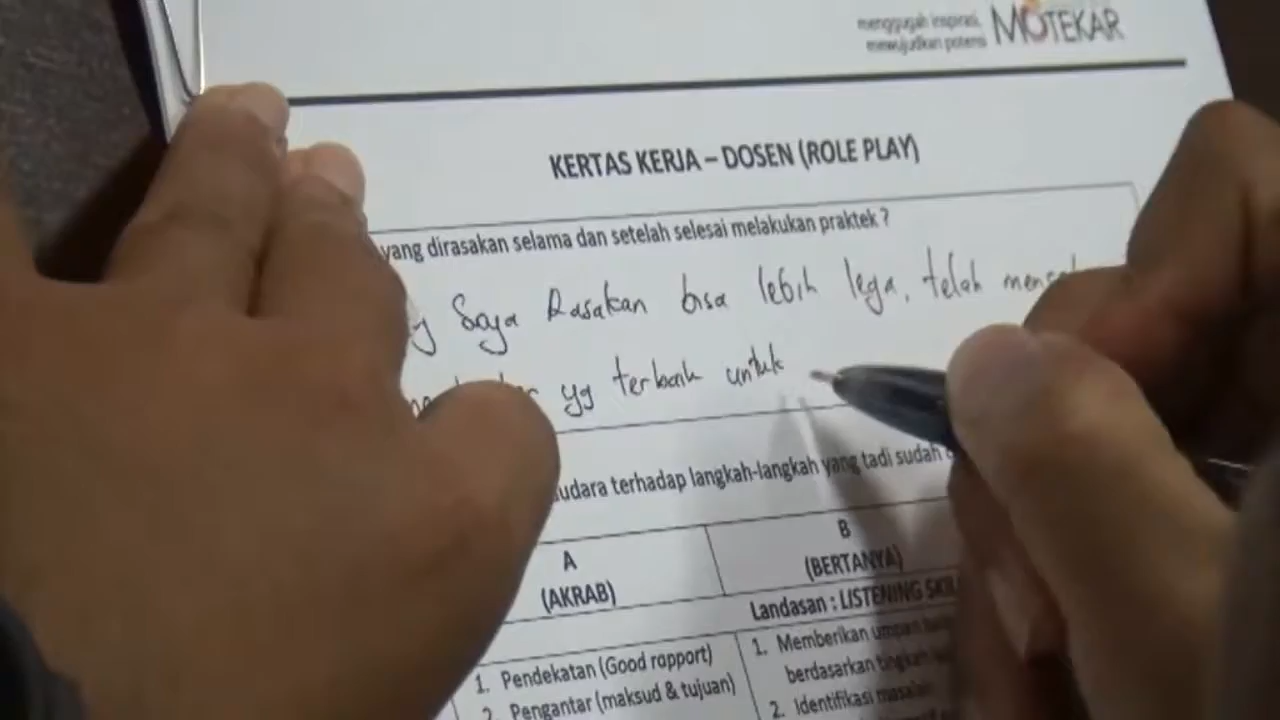 menggugah inspirasi,
mewujudkan potensi
MOTEKAR
KERTAS KERJA – DOSEN (ROLE PLAY)
yang dirasakan selama dan setelah selesai melakukan praktek ?
Saya Rasakan bisa lebih lega, telah
yg terbaik untuk
terhadap langkah-langkah yang tadi sudah
A
(AKRAB)
B
(BERTANYA)
Landasan : LISTENING
1. Pendekatan (Good rapport)
2. Pengantar (maksud & tujuan)
1. Memberikan umpan
berdasarkan tingkah
2. Identifikasi masalah